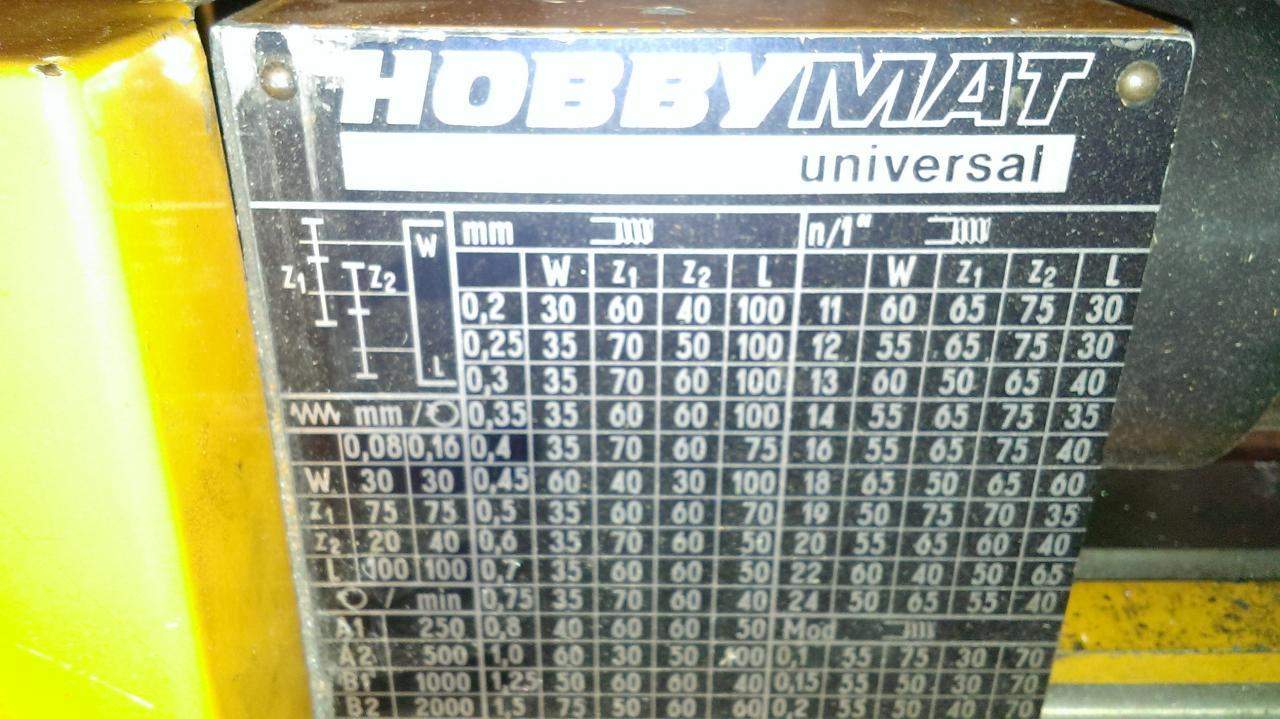 HOBBYMAT
universal
Z1 Z2 W L
mm n/1"
W Z1 Z2 L W Z1 Z2 L
0,2 30 60 40 100 11 60 65 75 30
0,25 35 70 50 100 12 55 65 75 30
0,3 35 70 60 100 13 60 50 65 40
mm / 0,35 35 60 60 100 14 55 65 75 35
0,08 0,16 0,4 35 70 60 75 16 55 65 75 40
W 30 30 0,45 60 40 30 100 18 65 50 65 60
Z1 75 75 0,5 35 60 60 70 19 50 75 70 35
Z2 20 40 0,6 35 70 60 50 20 55 65 60 40
L 100 100 0,7 35 60 60 50 22 60 40 50 65
/ min 0,75 35 70 60 40 24 50 65 55 40
A1 250 0,8 40 60 60 50 Mod
A2 500 1,0 60 30 50 100 0,1 55 75 30 70
B1 1000 1,25 50 60 60 40 0,15 55 50 30 70
B2 2000 1,5 75 50 60 60 0,2 55 50 40 70